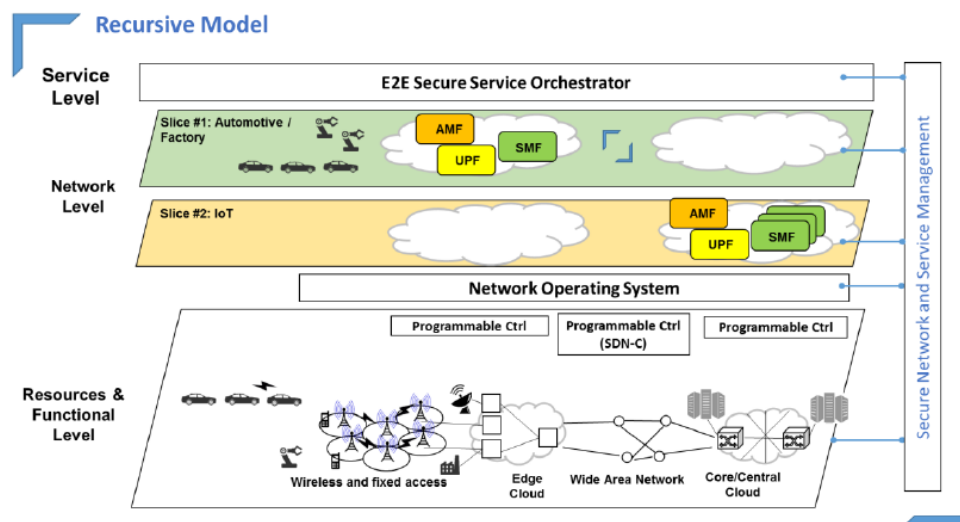 Recursive Model
Service
Level
E2E Secure Service Orchestrator
Slice #1: Automotive /
Factory
AMF
UPF
SMF
Network
Level
Slice #2: IoT
AMF
UPF
SMF
Network Operating System
Programmable Ctrl
Programmable Ctrl
(SDN-C)
Programmable Ctrl
Resources &
Functional
Level
Wireless and fixed access
Edge
Cloud
Wide Area Network
Core/Central
Cloud
Secure Network and Service Management